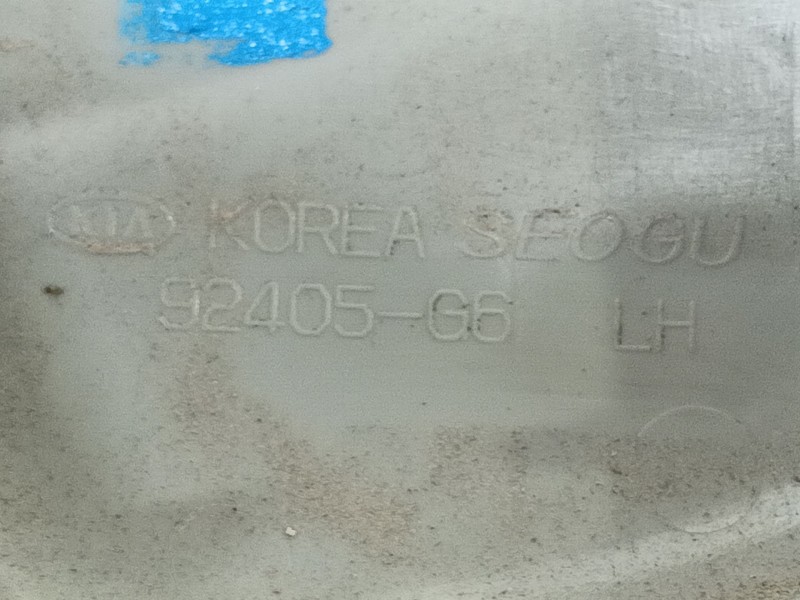 KIA KOREA SEOGU
92405-G6 LH